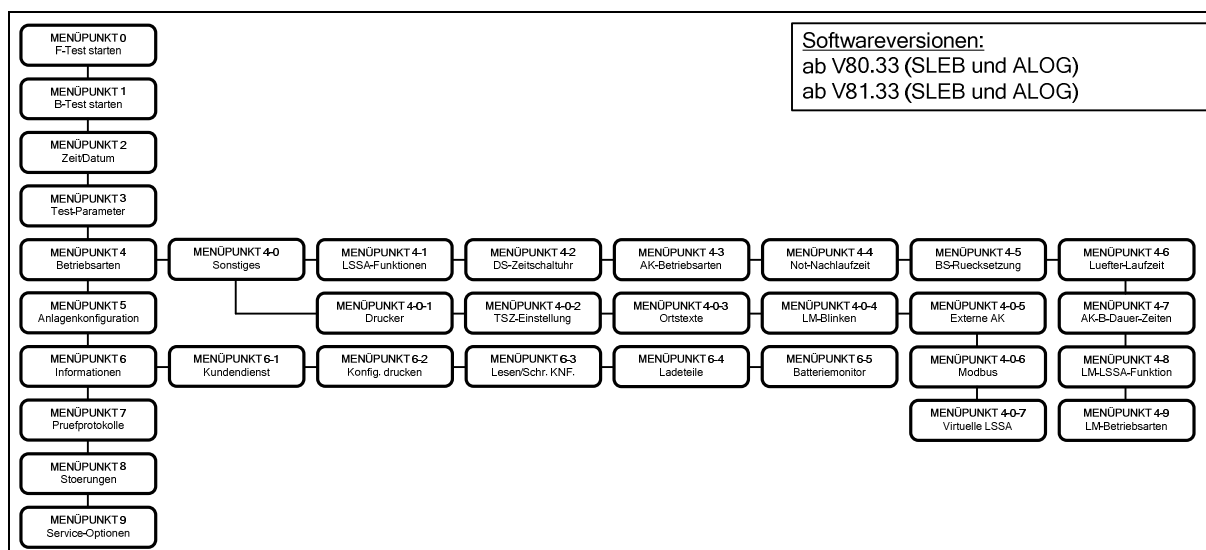 MENÜPUNKT 0
F-Test starten
Softwareversionen:
ab V80.33 (SLEB und ALOG)
ab V81.33 (SLEB und ALOG)
MENÜPUNKT 1
B-Test starten
MENÜPUNKT 2
Zeit/Datum
MENÜPUNKT 3
Test-Parameter
MENÜPUNKT 4
Betriebsarten
MENÜPUNKT 4-0
Sonstiges
MENÜPUNKT 4-1
LSSA-Funktionen
MENÜPUNKT 4-2
DS-Zeitschaltuhr
MENÜPUNKT 4-3
AK-Betriebsarten
MENÜPUNKT 4-4
Not-Nachlaufzeit
MENÜPUNKT 4-5
BS-Ruecksetzung
MENÜPUNKT 4-6
Luefter-Laufzeit
MENÜPUNKT 5
Anlagenkonfiguration
MENÜPUNKT 4-0-1
Drucker
MENÜPUNKT 4-0-2
TSZ-Einstellung
MENÜPUNKT 4-0-3
Ortstexte
MENÜPUNKT 4-0-4
LM-Blinken
MENÜPUNKT 4-0-5
Externe AK
MENÜPUNKT 4-7
AK-B-Dauer-Zeiten
MENÜPUNKT 6
Informationen
MENÜPUNKT 6-1
Kundendienst
MENÜPUNKT 6-2
Konfig. drucken
MENÜPUNKT 6-3
Lesen/Schr. KNF.
MENÜPUNKT 6-4
Ladeteile
MENÜPUNKT 6-5
Batteriemonitor
MENÜPUNKT 4-0-6
Modbus
MENÜPUNKT 4-8
LM-LSSA-Funktion
MENÜPUNKT 7
Pruefprotokolle
MENÜPUNKT 4-0-7
Virtuelle LSSA
MENÜPUNKT 4-9
LM-Betriebsarten
MENÜPUNKT 8
Stoerungen
MENÜPUNKT 9
Service-Optionen